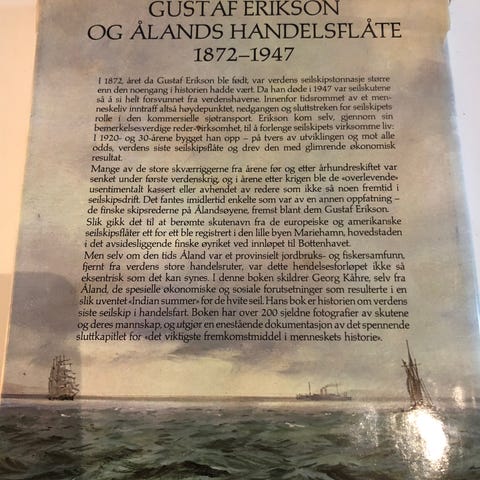 GUSTAF ERIKSON
OG ÅLANDS HANDELSFLÅTE
1872–1947
I 1872, året da Gustaf Erikson ble født, var verdens seilskipstonnasje større
enn den noengang i historien hadde vært. Da han døde i 1947 var seilskutene
så å si helt forsvunnet fra verdenshavene. Innenfor tidsrommet av et men-
neskeliv inntraff altså høydepunktet, nedgangen og sluttstreken for seilskipets
rolle i den kommersielle sjøtransport. Erikson kom selv, gjennom sin
bemerkelsesverdige reder-virksomhet, til å forlenge seilskipets virksomme liv:
I 1920- og 30-årene bygget han opp – på tvers av utviklingen og mot alle
odds, verdens siste seilskipsflåte og drev den med glimrende økonomisk
resultat.
Mange av de store skværriggerne fra årene før og etter århundreskiftet var
senket under første verdenskrig, og i årene etter krigen ble de «overlevende»
usentimentalt kassert eller avhendet av redere som ikke så noen fremtid i
seilskipsdrift. Det fantes imidlertid enkelte som var av en annen oppfatning –
de finske skipsrederne på Ålandsøyene, fremst blant dem Gustaf Erikson.
Slik gikk det til at berømte skutenavn fra de europeiske og amerikanske
seilskipsflåter ett for ett ble registrert i den lille byen Mariehamn, hovedstaden
i det avsidesliggende finske øyriket ved innløpet til Bottenhavet.
Men selv om den tids Åland var et provinsielt jordbruks- og fiskersamfunn,
fjernt fra verdens store handelsruter, var dette handelsesforløpet ikke så
eksentrisk som det kan synes. I denne boken skildrer Georg Kåhre, selv fra
Åland, de spesielle økonomiske og sosiale forutsetninger som resulterte i en
slik uventet «Indian summer» for de hvite seil. Hans bok er historien om verdens
siste seilskip i handelsfart. Boken har over 200 sjeldne fotografier av skutene
og deres mannskap, og utgjør en enestående dokumentasjon av det spennende
sluttkapitlet for «det viktigste fremkomstmiddel i menneskets historie».